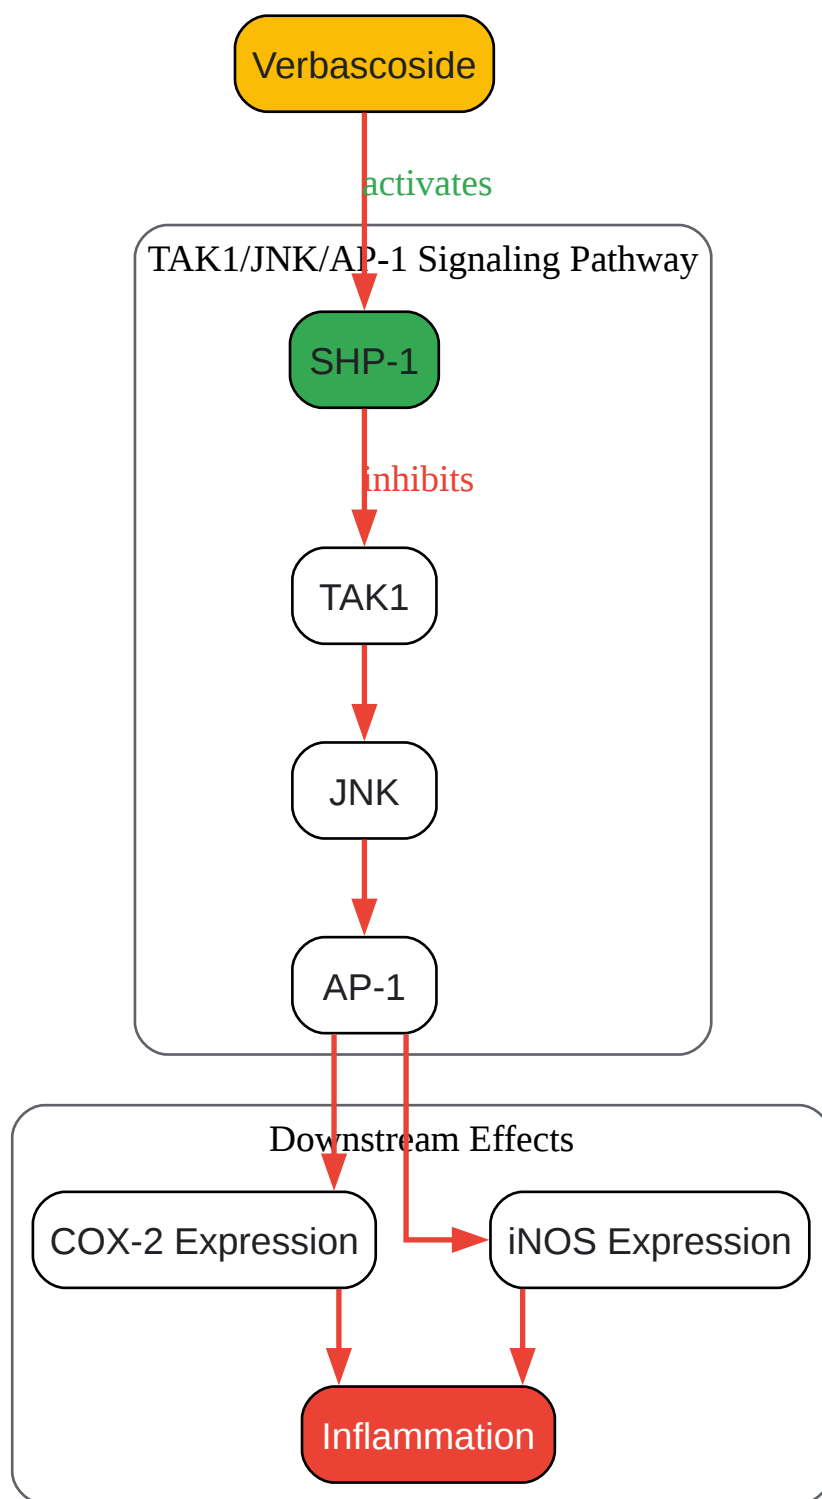 Verbascoside
activates
TAK1/JNK/AP-1 Signaling Pathway
SHP-1
inhibits
TAK1
JNK
AP-1
Downstream Effects
COX-2 Expression
iNOS Expression
Inflammation